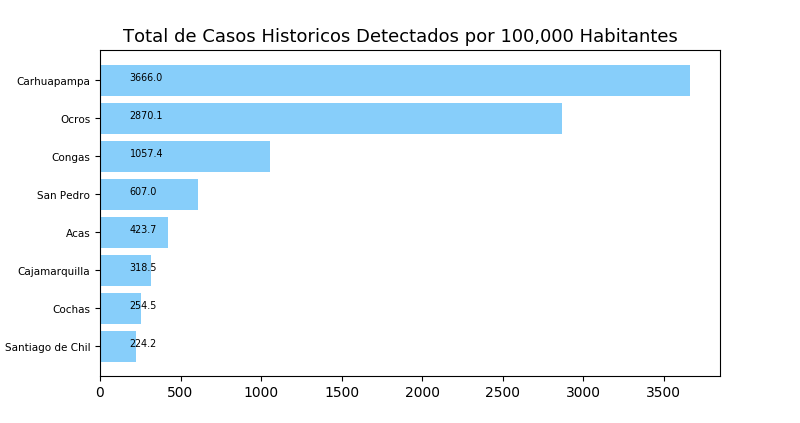 Total de Casos Historicos Detectados por 100,000 Habitantes
Carhuapampa 3666.0
Ocros 2870.1
Congas 1057.4
San Pedro 607.0
Acas 423.7
Cajamarquilla 318.5
Cochas 254.5
Santiago de Chil 224.2
0 500 1000 1500 2000 2500 3000 3500